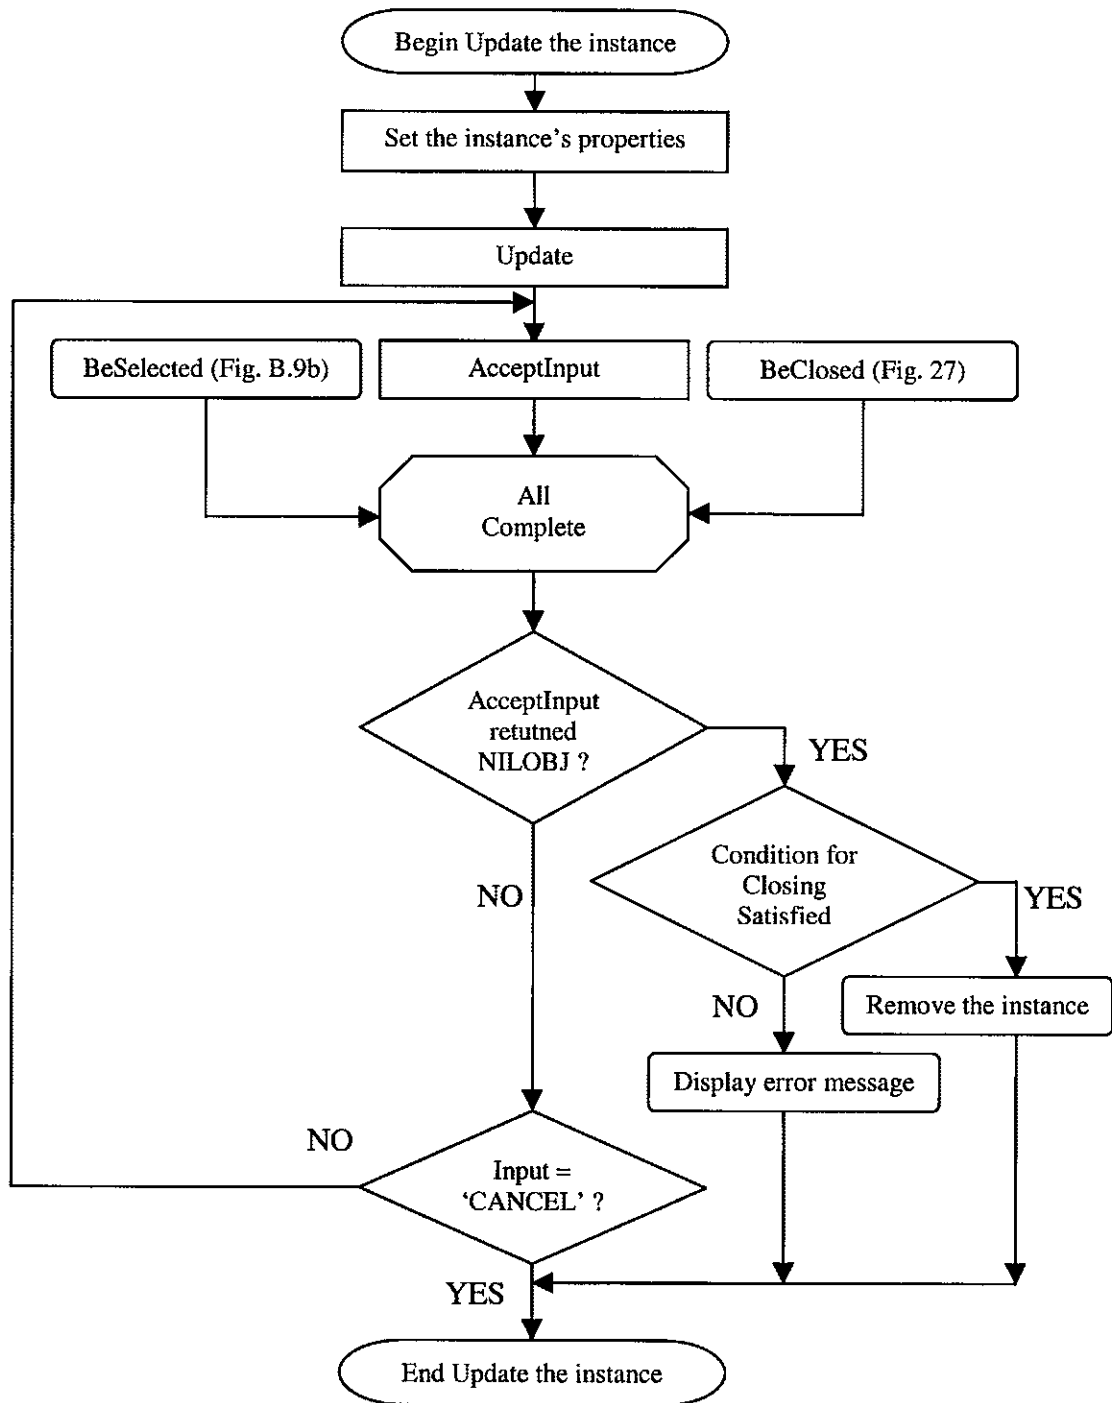 Begin Update the instance
Set the instance's properties
Update
BeSelected (Fig. B.9b)
AcceptInput
BeClosed (Fig. 27)
All
Complete
AcceptInput
retutned
NILOBJ ?
YES
Condition for
Closing
Satisfied
NO
YES
NO
Remove the instance
Display error message
NO
Input =
‘CANCEL’ ?
YES
End Update the instance